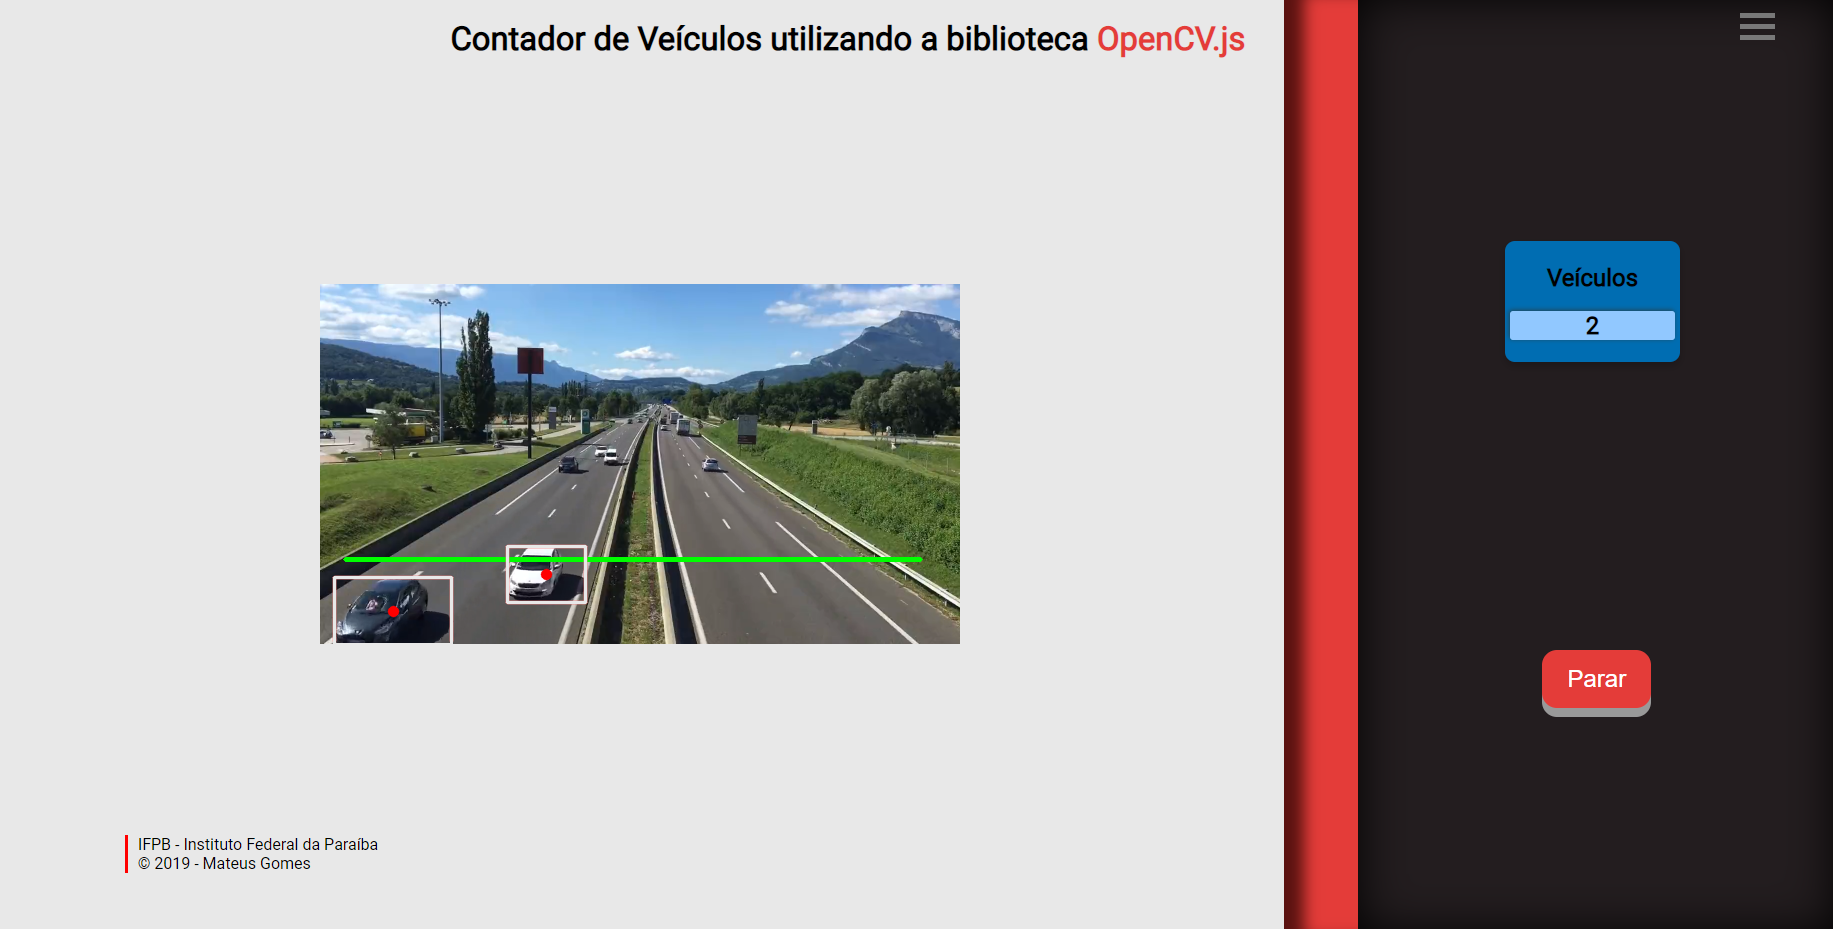 Contador de Veículos utilizando a biblioteca OpenCV.js
Veículos
2
Parar
IFPB - Instituto Federal da Paraíba
© 2019 - Mateus Gomes